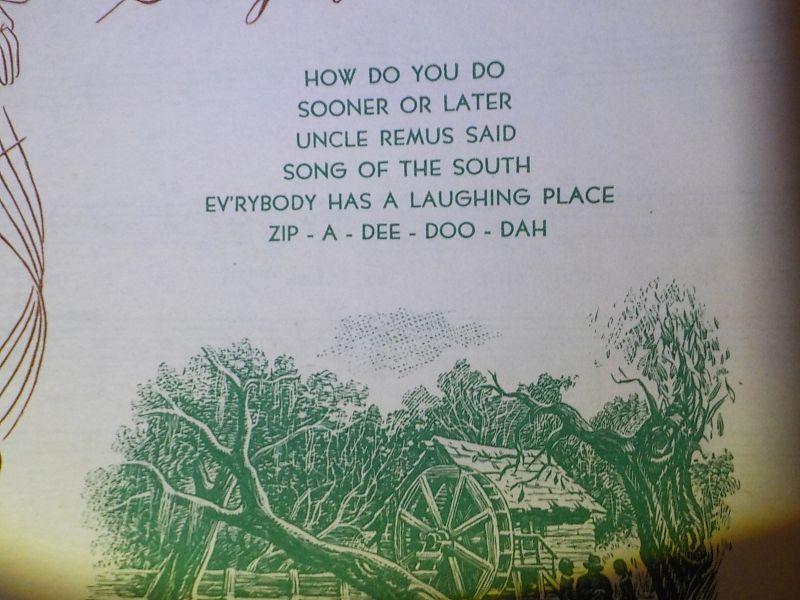 HOW DO YOU DO
SOONER OR LATER
UNCLE REMUS SAID
SONG OF THE SOUTH
EV'RYBODY HAS A LAUGHING PLACE
ZIP - A - DEE - DOO - DAH